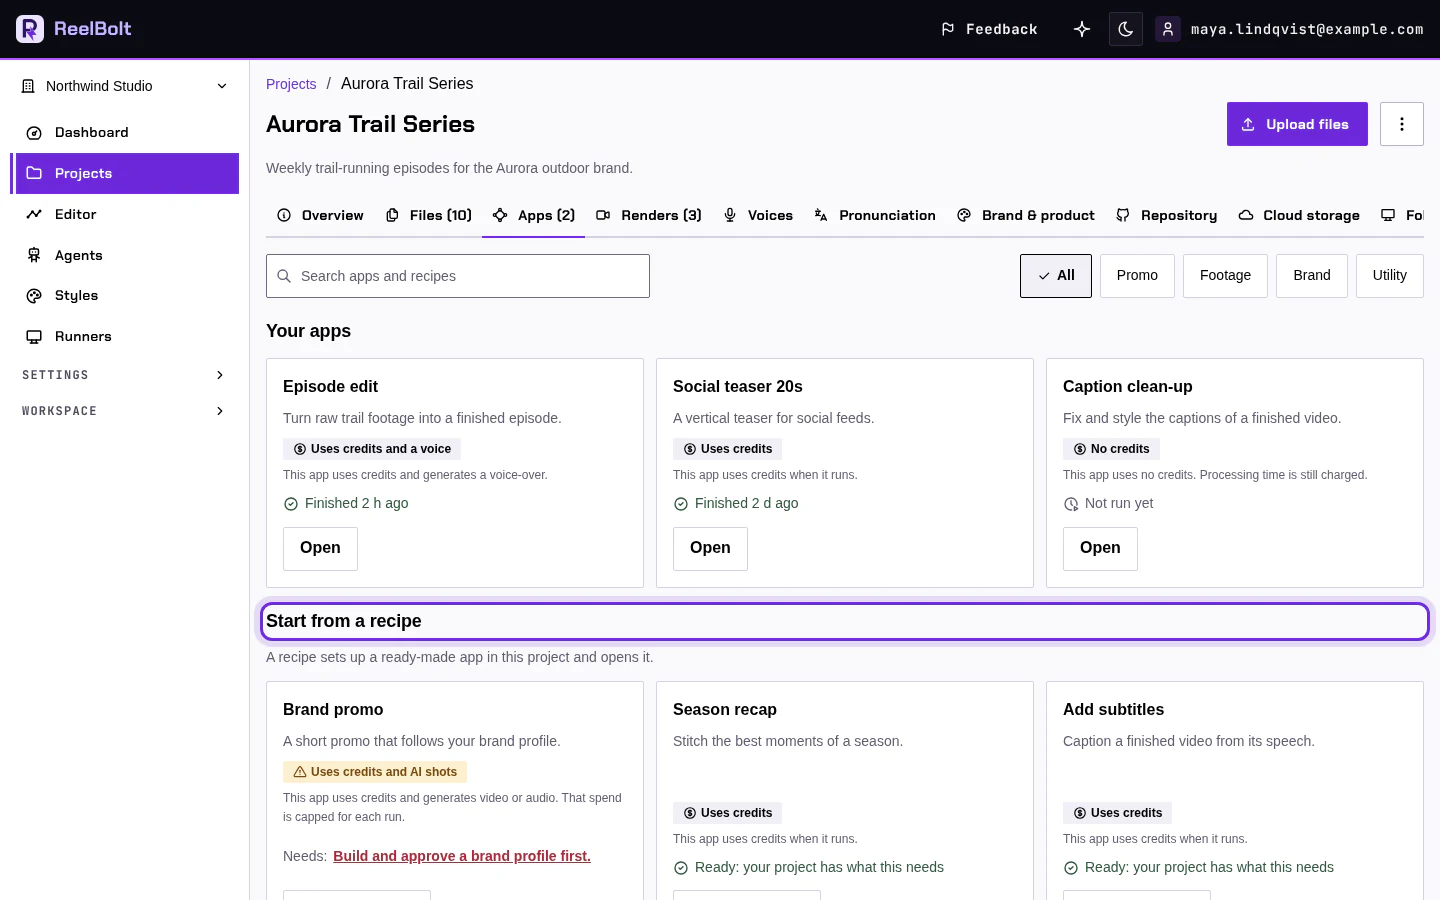 ReelBolt
Feedback
maya.lindqvist@example.com
Northwind Studio
Dashboard
Projects
Editor
Agents
Styles
Runners
SETTINGS
WORKSPACE
Projects / Aurora Trail Series
Aurora Trail Series
Upload files
Weekly trail-running episodes for the Aurora outdoor brand.
Overview Files (10) Apps (2) Renders (3) Voices Pronunciation Brand & product Repository Cloud storage
Search apps and recipes
All Promo Footage Brand Utility
Your apps
Episode edit
Turn raw trail footage into a finished episode.
Uses credits and a voice
This app uses credits and generates a voice-over.
Finished 2 h ago
Open
Social teaser 20s
A vertical teaser for social feeds.
Uses credits
This app uses credits when it runs.
Finished 2 d ago
Open
Caption clean-up
Fix and style the captions of a finished video.
No credits
This app uses no credits. Processing time is still charged.
Not run yet
Open
Start from a recipe
A recipe sets up a ready-made app in this project and opens it.
Brand promo
A short promo that follows your brand profile.
Uses credits and AI shots
This app uses credits and generates video or audio. That spend
is capped for each run.
Needs: Build and approve a brand profile first.
Season recap
Stitch the best moments of a season.
Uses credits
This app uses credits when it runs.
Ready: your project has what this needs
Add subtitles
Caption a finished video from its speech.
Uses credits
This app uses credits when it runs.
Ready: your project has what this needs